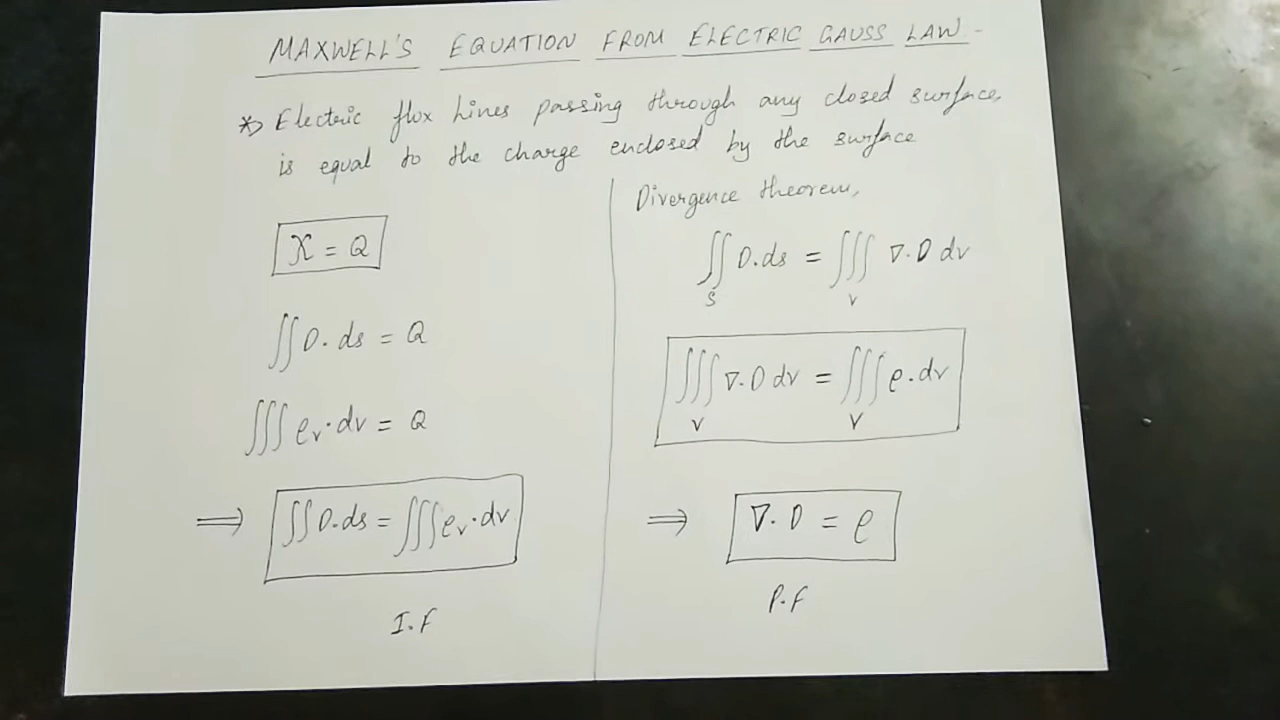 MAXWELL'S EQUATION FROM ELECTRIC GAUSS LAW -
* Electric flux lines passing through any closed surface,
is equal to the charge enclosed by the surface
χ = Q
∬ D. ds = Q
∭ ρᵥ. dv = Q
⟹ ∬ D.ds = ∭ ρᵥ. dv
I.F
Divergence theorem,
∬ D.ds = ∭ ∇. D dv
S V
∭ ∇. D dv = ∭ ρ. dv
V V
⟹ ∇. D = ρ
P.F